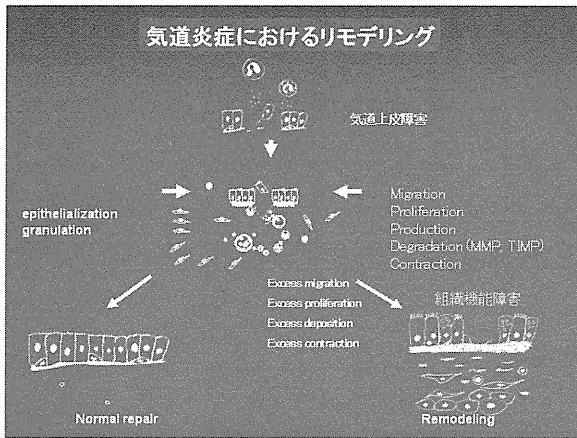 気道炎症におけるリモデリング
気道上皮障害
epithelialization
granulation
Migration
Proliferation
Production
Degradation (MMP, TIMP)
Contraction
Excess migration
Excess proliferation
Excess deposition
Excess contraction
組織機能障害
Normal repair
Remodeling